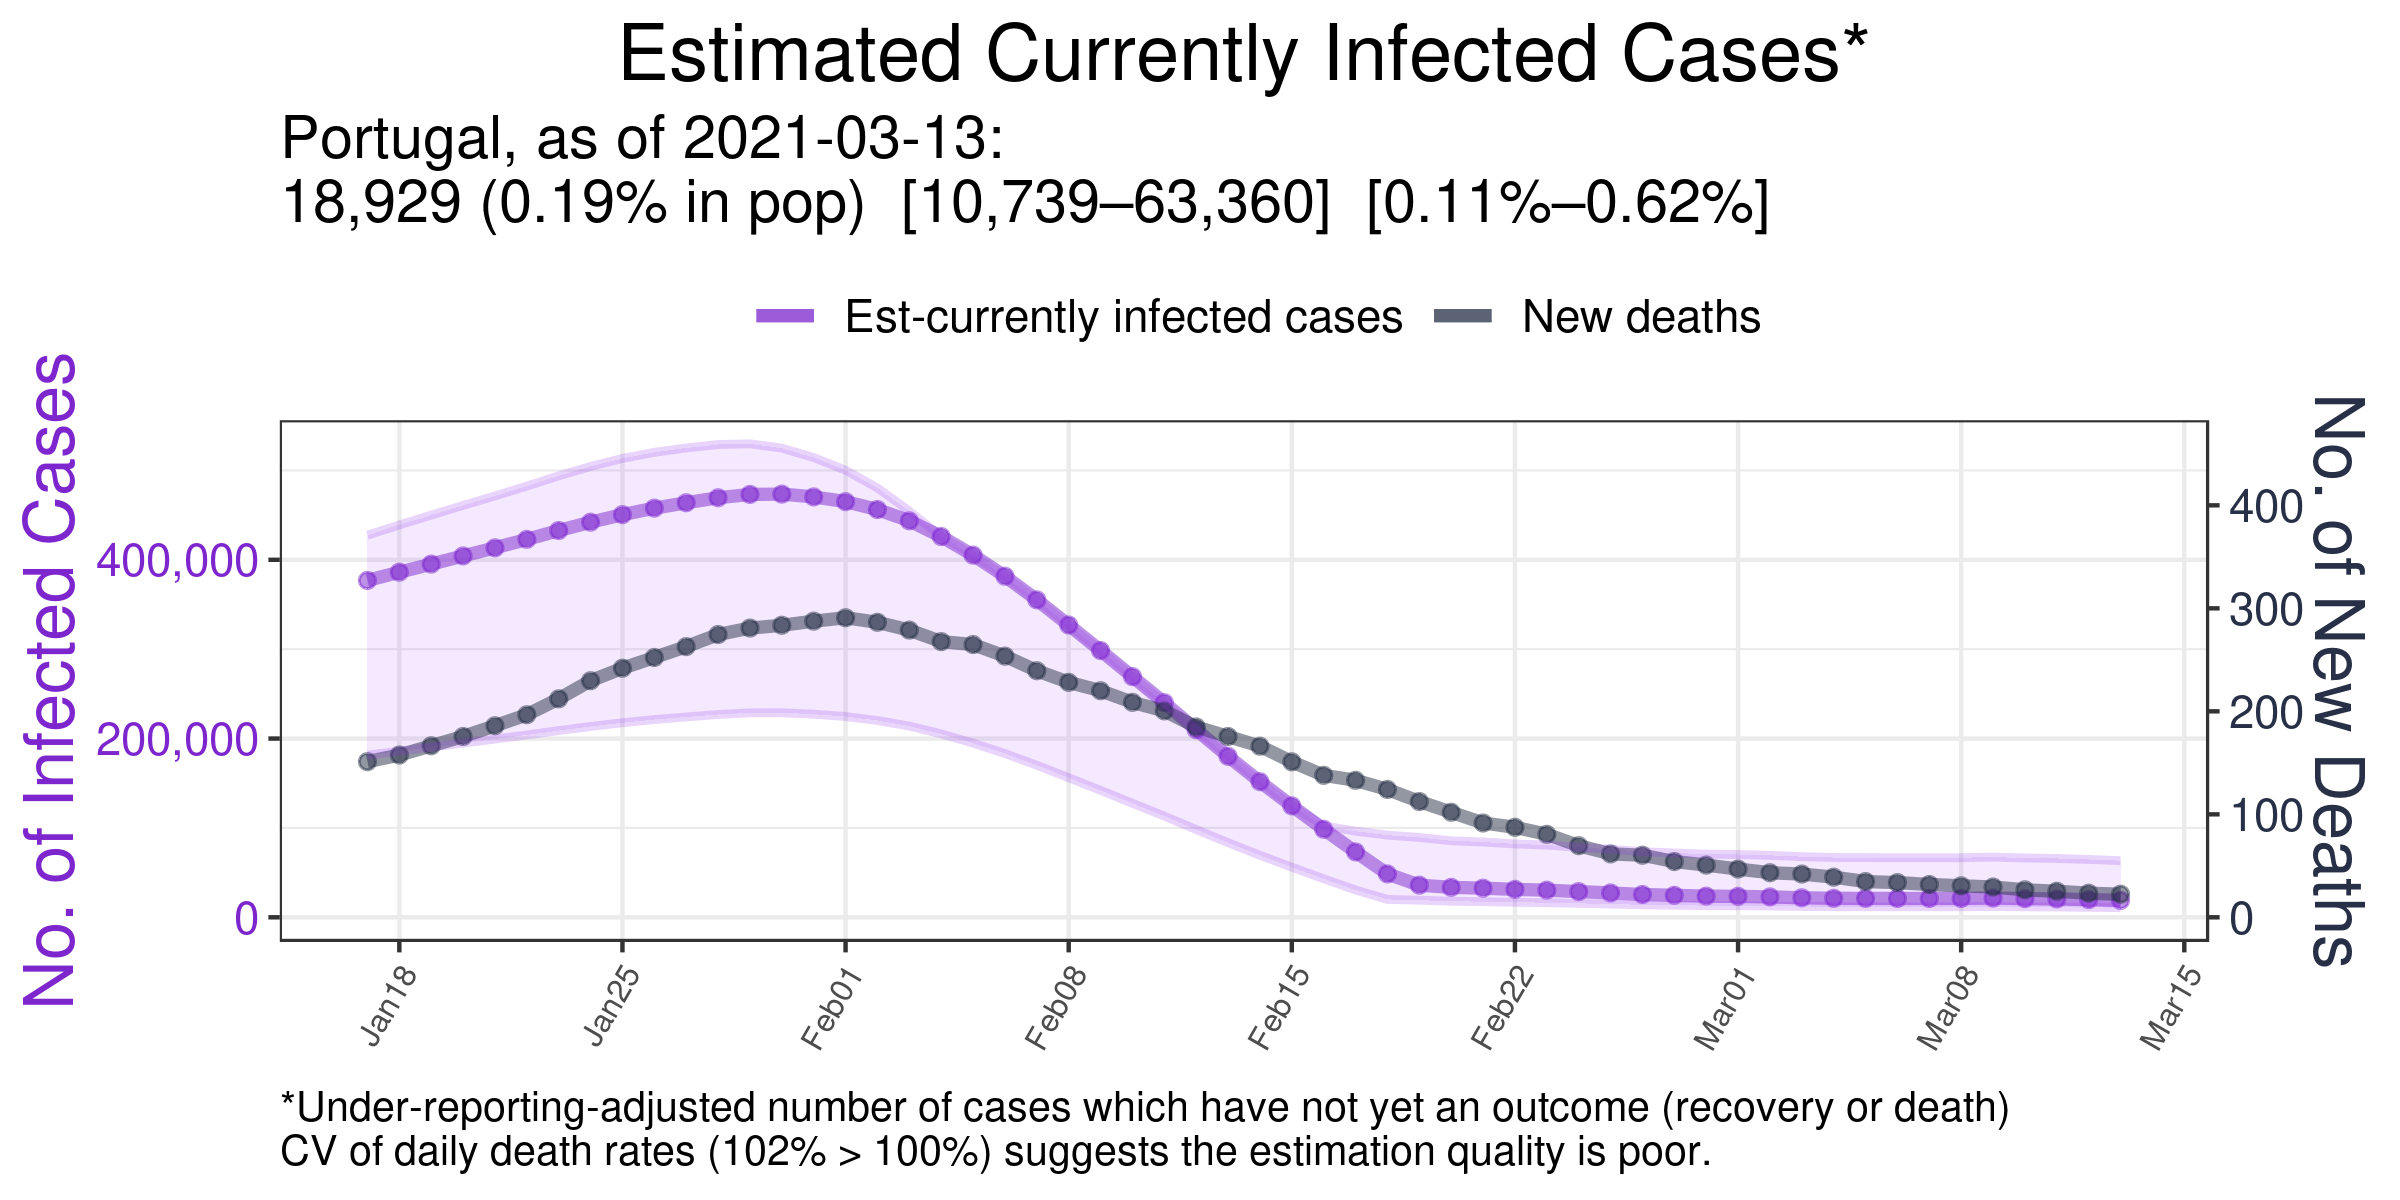 Estimated Currently Infected Cases*
Portugal, as of 2021-03-13:
18,929 (0.19% in pop)  [10,739–63,360]  [0.11%–0.62%]
Est-currently infected cases
New deaths
No. of Infected Cases
400,000
200,000
0
No. of New Deaths
400
300
200
100
0
Jan18
Jan25
Feb01
Feb08
Feb15
Feb22
Mar01
Mar08
Mar15
*Under-reporting-adjusted number of cases which have not yet an outcome (recovery or death)
CV of daily death rates (102% > 100%) suggests the estimation quality is poor.